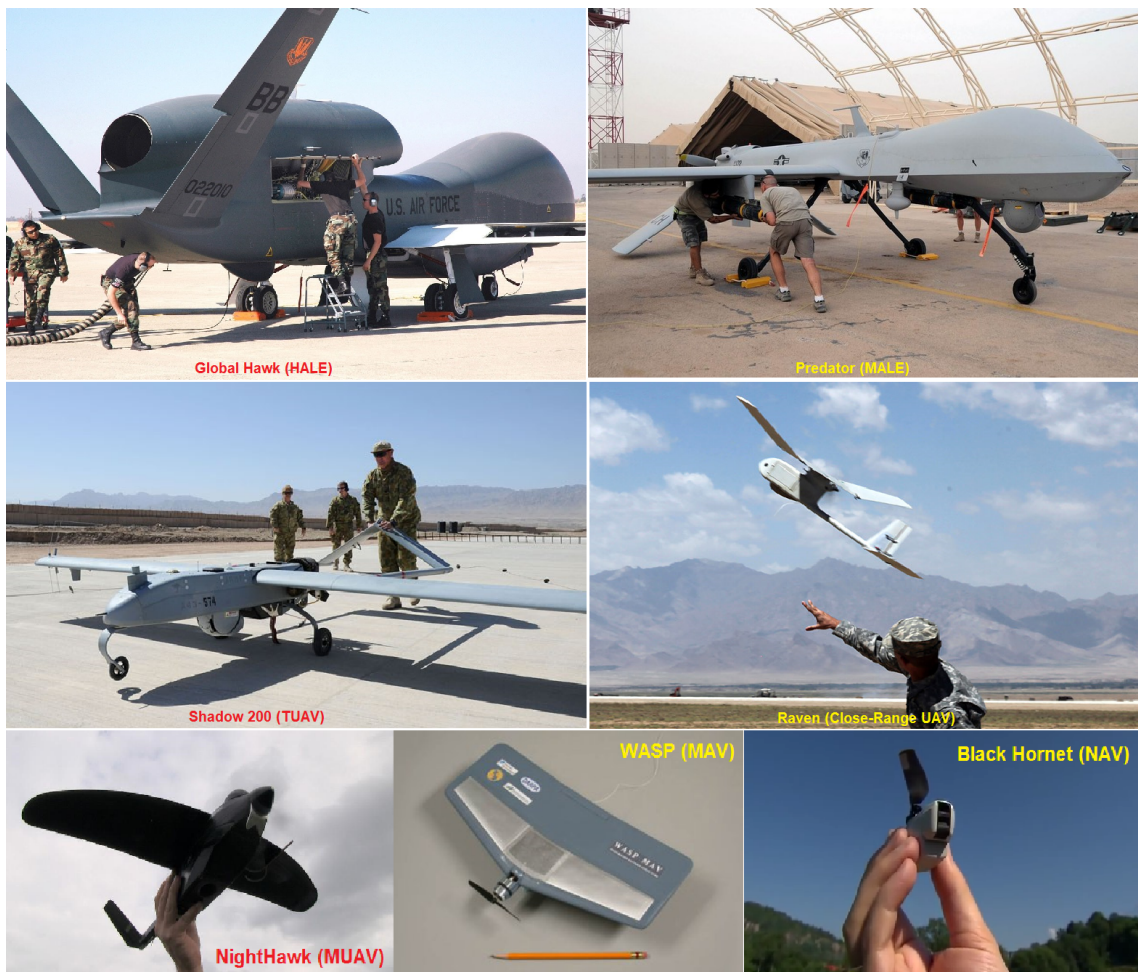 BB
022010
U.S. AIR FORCE
Global Hawk (HALE)
Predator (MALE)
574
Shadow 200 (TUAV)
Raven (Close-Range UAV)
NightHawk (MUAV)
WASP (MAV)
WASP MAV
Black Hornet (NAV)